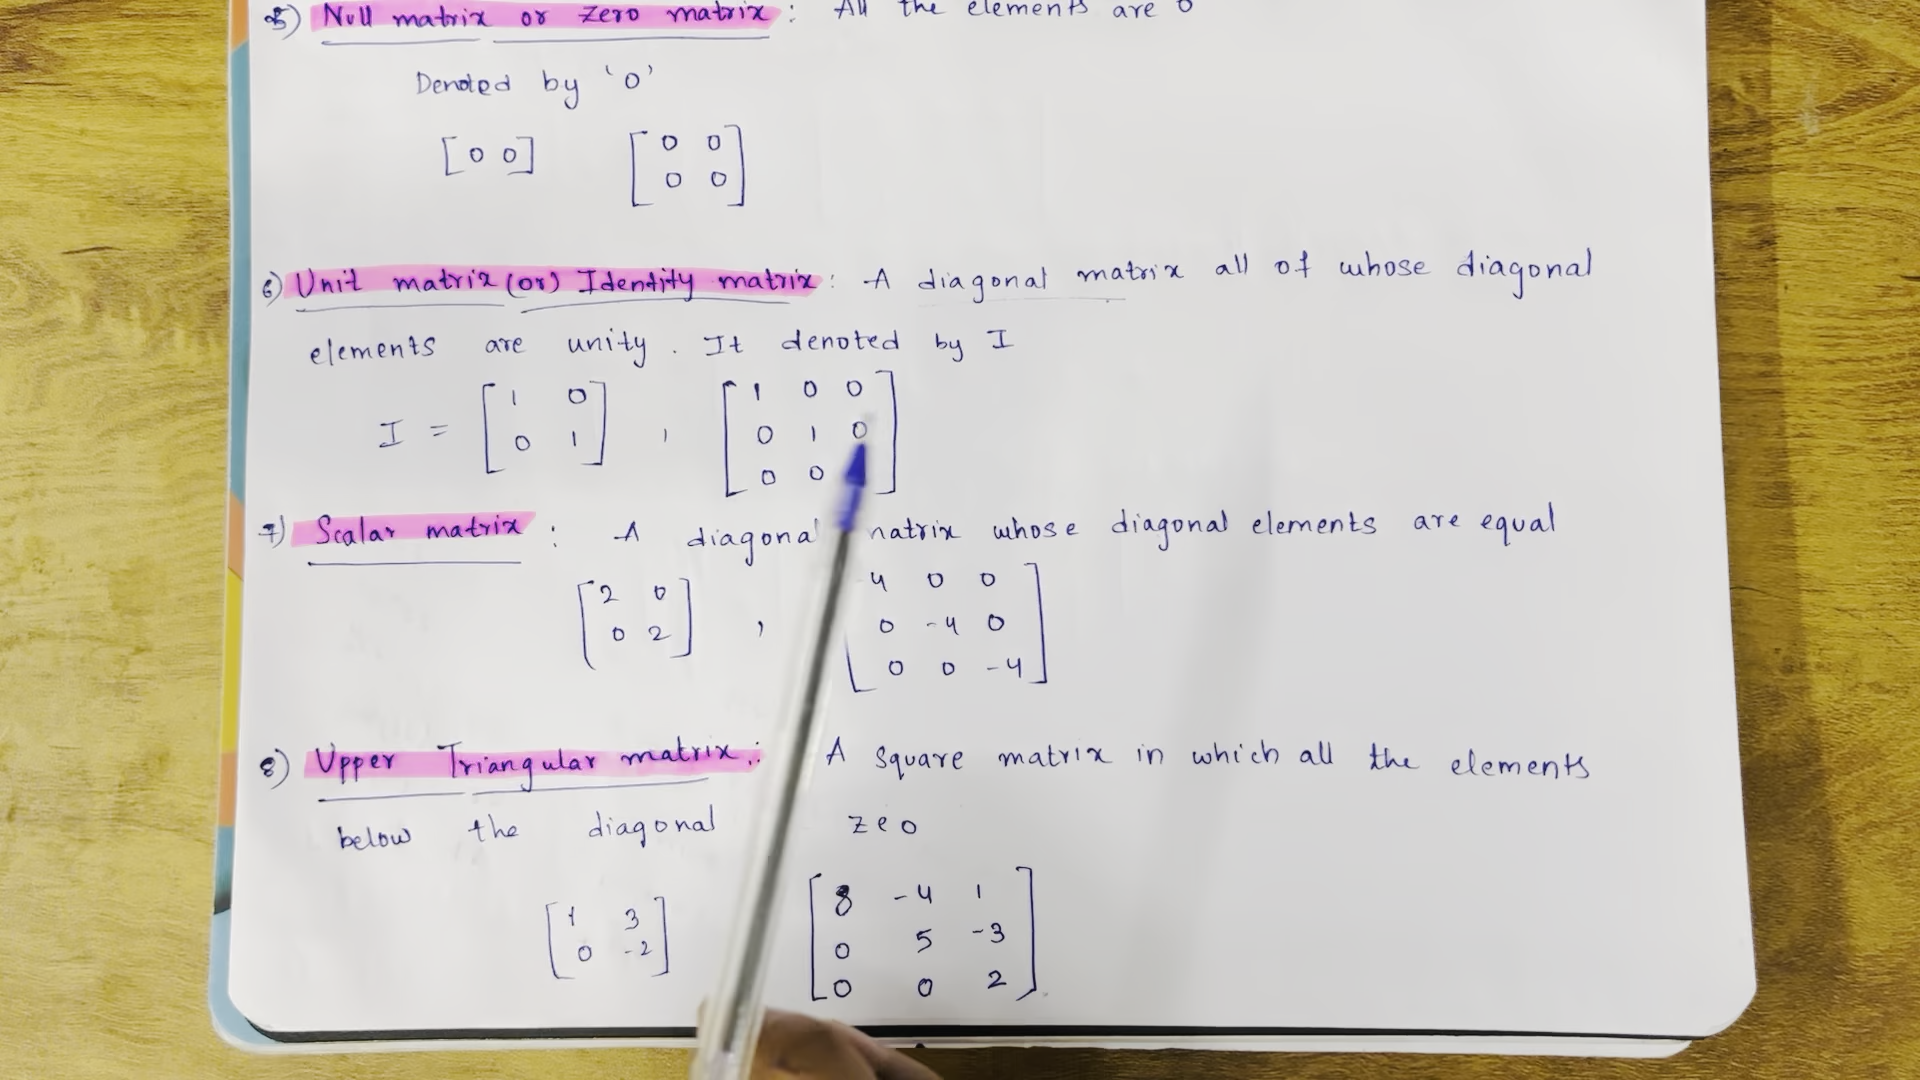 5) Null matrix or zero matrix : All the elements are 0
Denoted by '0'
[0 0] [0 0
0 0]
6) Unit matrix (or) Identity matrix : A diagonal matrix all of whose diagonal
elements are unity. It denoted by I
I = [1 0
0 1] , [1 0 0
0 1 0
0 0 ]
7) Scalar matrix : A diagonal matrix whose diagonal elements are equal
[2 0
0 2] , 4 0 0
0 -4 0
0 0 -4]
8) Upper Triangular matrix : A square matrix in which all the elements
below the diagonal zeo
[1 3
0 -2] [8 -4 1
0 5 -3
0 0 2]